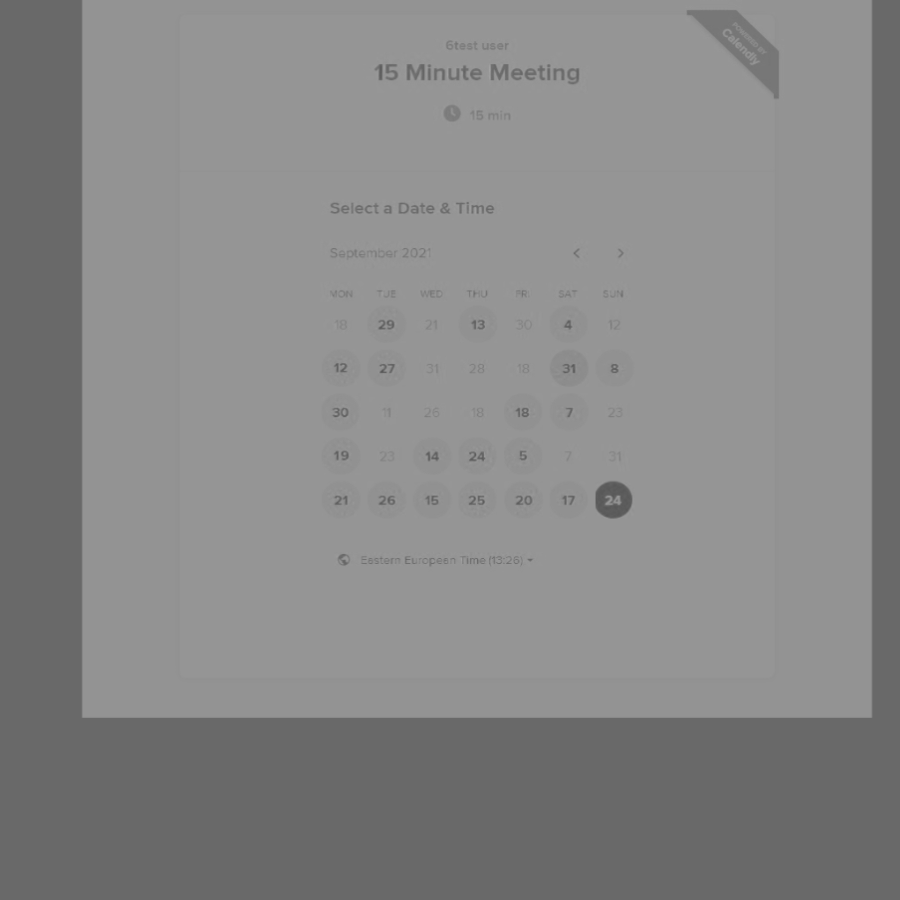 6test user
15 Minute Meeting
15 min
POWERED BY
Calendly
Select a Date & Time
September 2021
MON TUE WED THU FRI SAT SUN
18 29 21 13 30 4 12
12 27 31 28 18 31 8
30 11 26 18 18 7 23
19 23 14 24 5 7 31
21 26 15 25 20 17 24
Eestern Europeen Time (13:26)